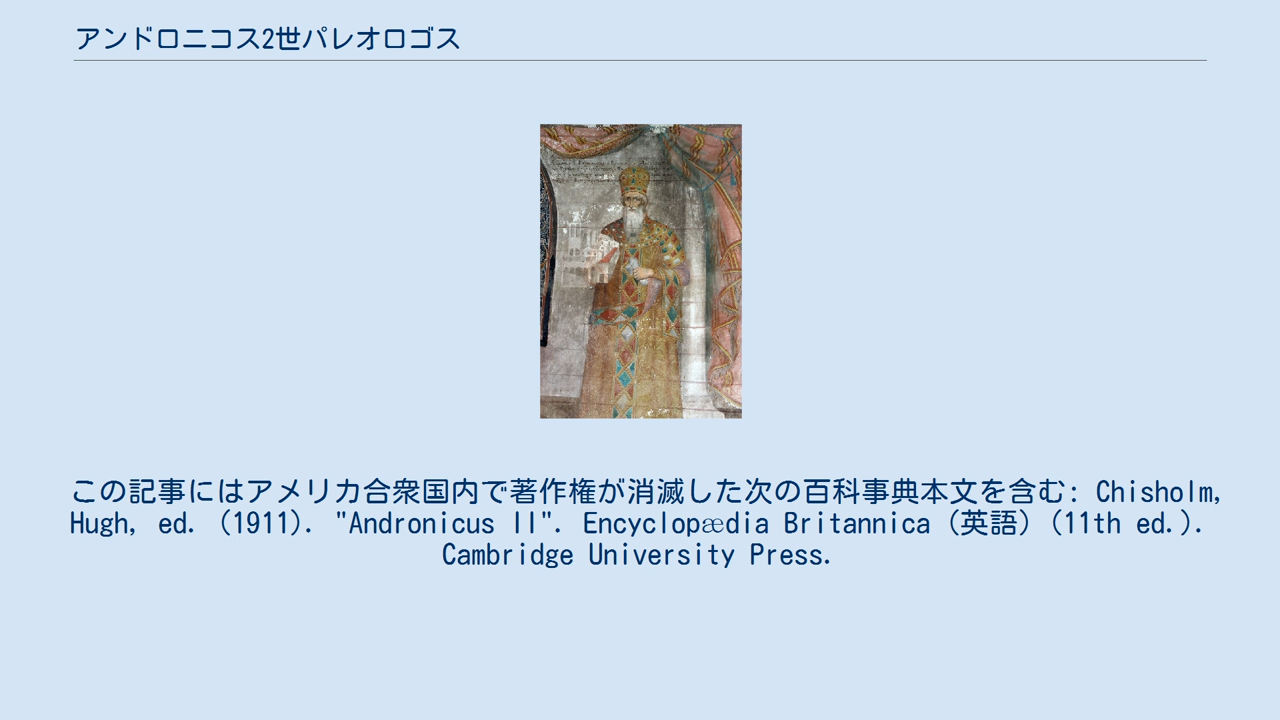 アンドロニコス2世パレオロゴス
この記事にはアメリカ合衆国内で著作権が消滅した次の百科事典本文を含む: Chisholm,
Hugh, ed. (1911). "Andronicus II". Encyclopædia Britannica (英語) (11th ed.).
Cambridge University Press.